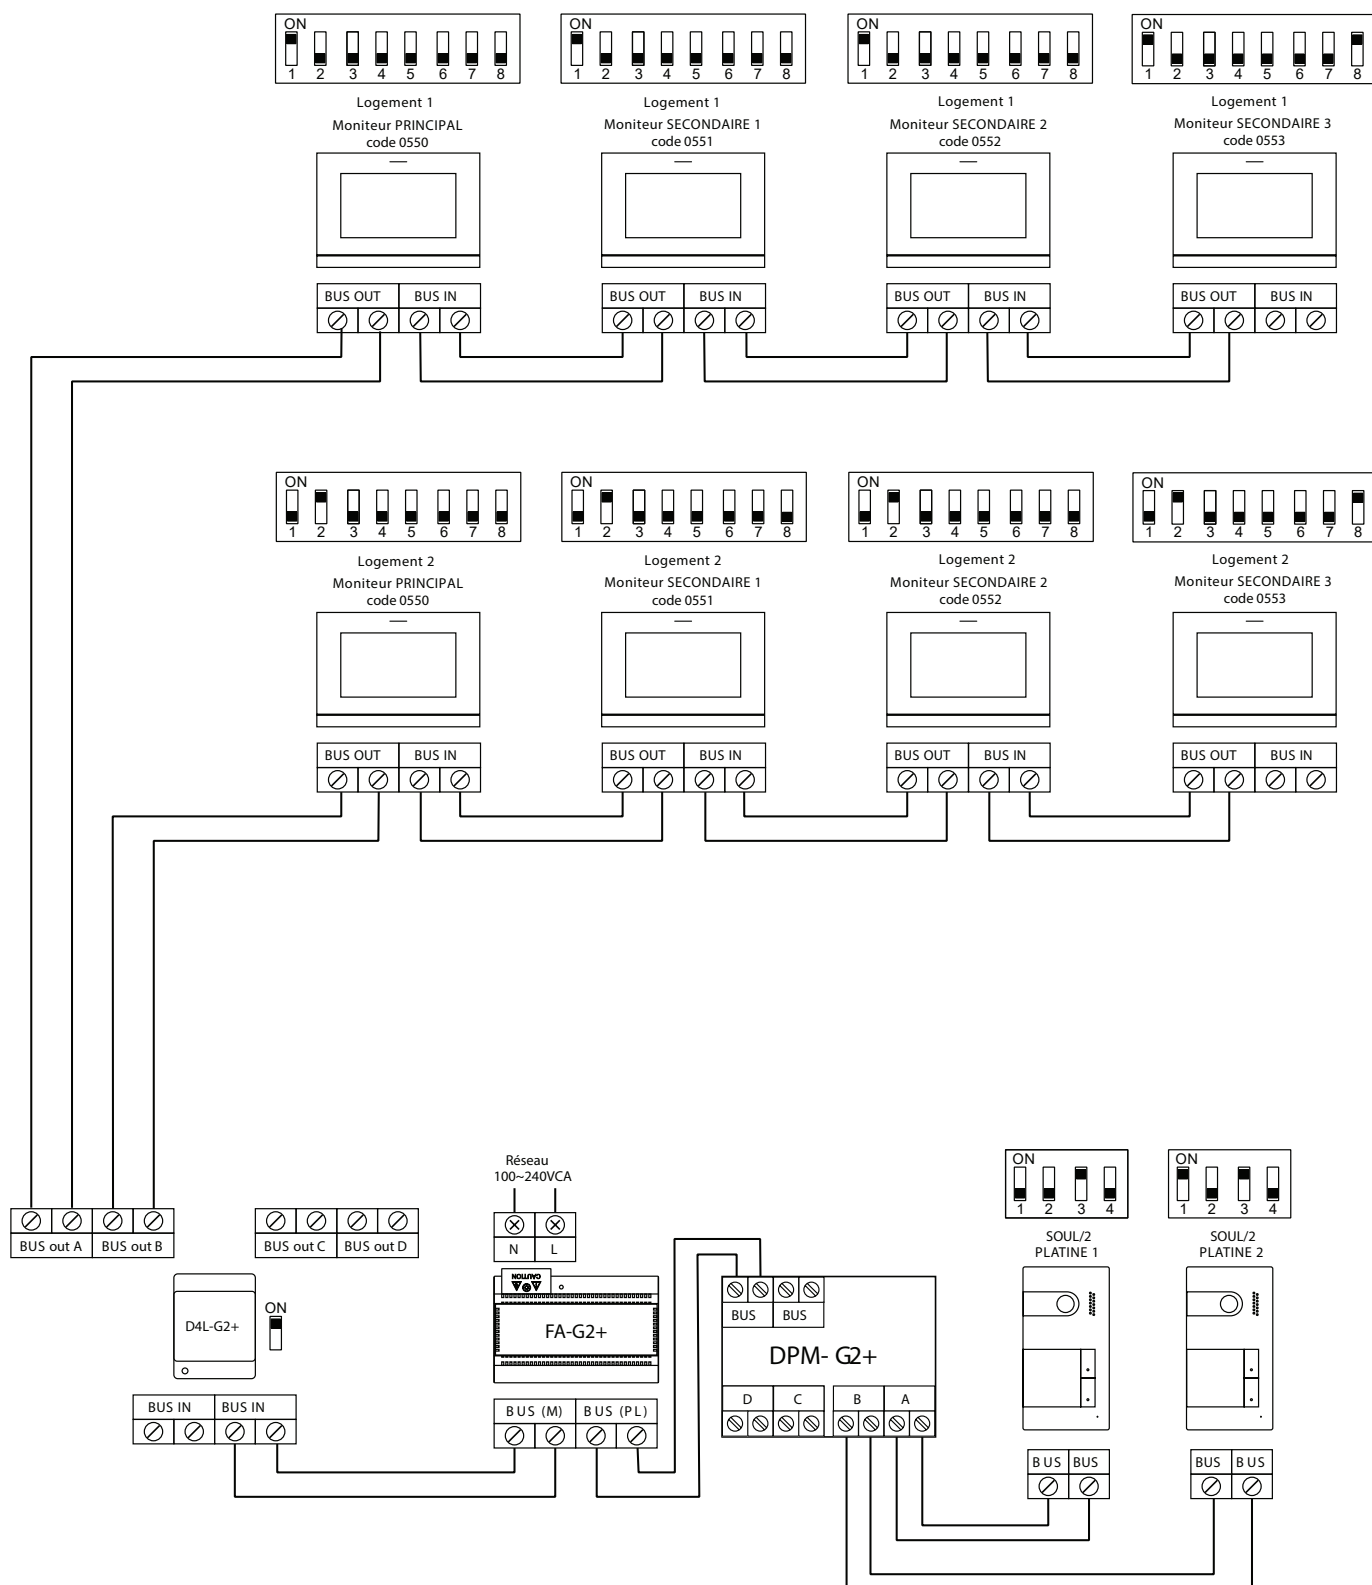 ON ON ON ON
1 2 3 4 5 6 7 8 1 2 3 4 5 6 7 8 1 2 3 4 5 6 7 8 1 2 3 4 5 6 7 8
Logement 1 Logement 1 Logement 1 Logement 1
Moniteur PRINCIPAL Moniteur SECONDAIRE 1 Moniteur SECONDAIRE 2 Moniteur SECONDAIRE 3
code 0550 code 0551 code 0552 code 0553
BUS OUT BUS IN BUS OUT BUS IN BUS OUT BUS IN BUS OUT BUS IN
ON ON ON ON
1 2 3 4 5 6 7 8 1 2 3 4 5 6 7 8 1 2 3 4 5 6 7 8 1 2 3 4 5 6 7 8
Logement 2 Logement 2 Logement 2 Logement 2
Moniteur PRINCIPAL Moniteur SECONDAIRE 1 Moniteur SECONDAIRE 2 Moniteur SECONDAIRE 3
code 0550 code 0551 code 0552 code 0553
BUS OUT BUS IN BUS OUT BUS IN BUS OUT BUS IN BUS OUT BUS IN
Réseau
100~240VCA
ON ON
1 2 3 4 1 2 3 4
BUS out A BUS out B BUS out C BUS out D
N L
SOUL/2 SOUL/2
PLATINE 1 PLATINE 2
CAUTION
D4L-G2+
ON
FA-G2+
BUS BUS
DPM- G2+
D C B A
BUS IN BUS IN
BUS (M) BUS (PL)
BUS BUS BUS BUS